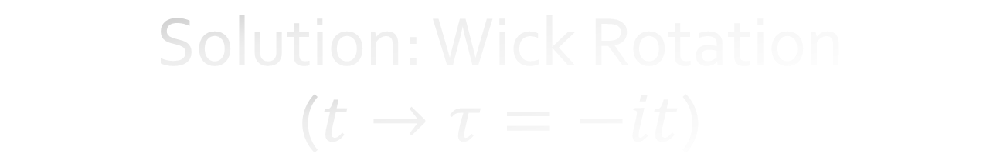 Solution: Wick Rotation
(t → τ = −it)